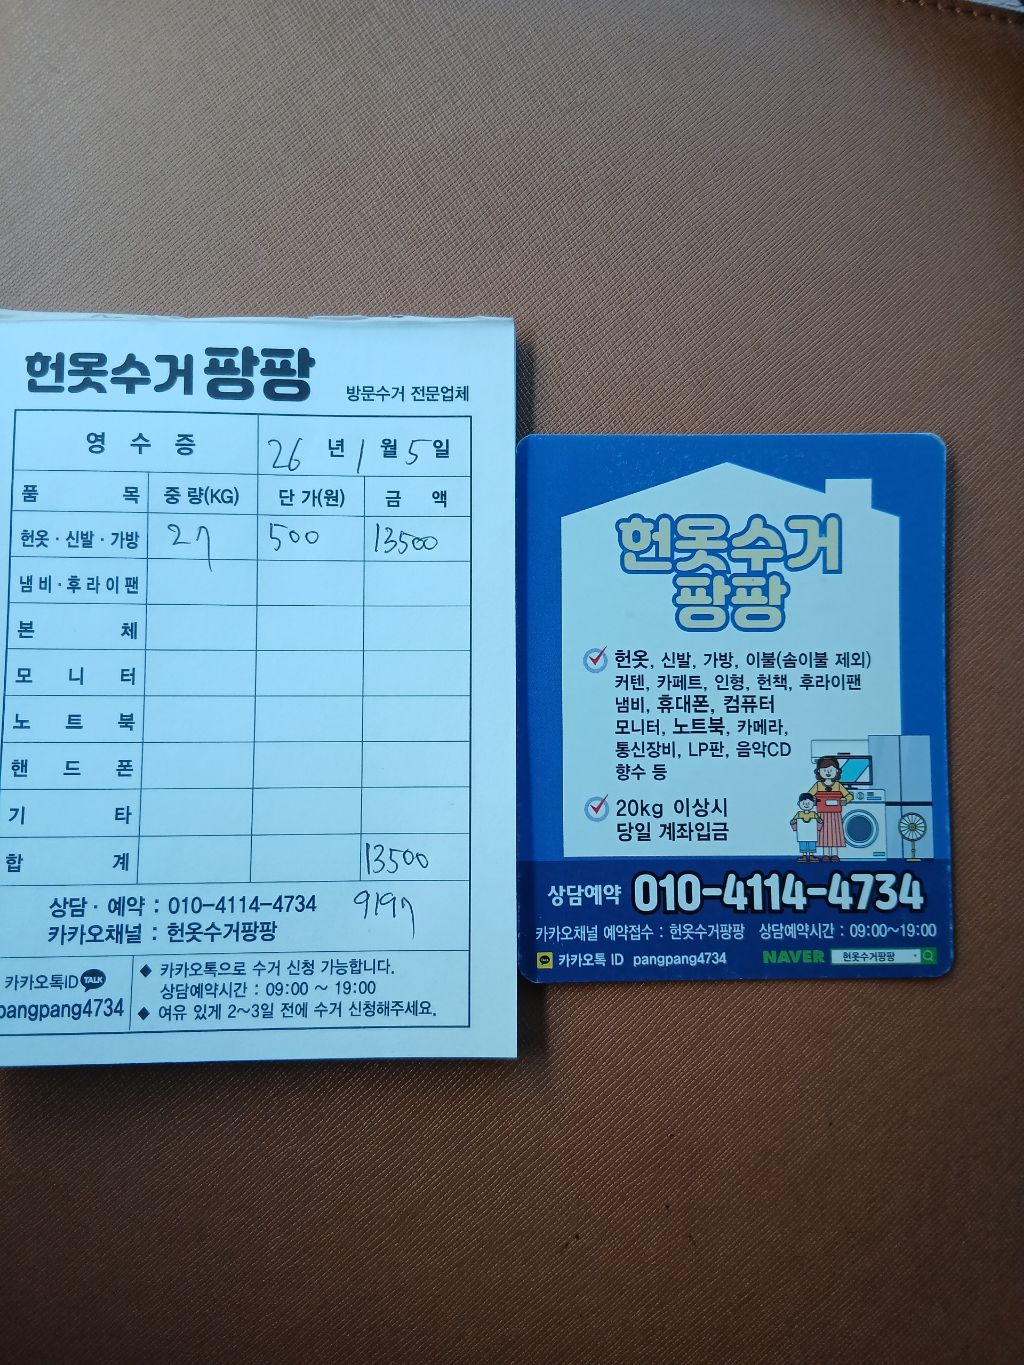 헌옷수거 팡팡
방문수거 전문업체
영 수 증 26 년 1 월 5 일
품 목 중 량(KG) 단 가(원) 금 액
헌옷·신발·가방 27 500 13500
냄비·후라이팬
본 체
모 니 터
노 트 북
핸 드 폰
기 타
합 계 13500
상담·예약 : 010-4114-4734 9197
카카오채널 : 헌옷수거팡팡
카카오톡ID TALK
pangpang4734
◆ 카카오톡으로 수거 신청 가능합니다.
상담예약시간 : 09:00 ~ 19:00
◆ 여유 있게 2~3일 전에 수거 신청해주세요.
헌옷수거
팡팡
헌옷, 신발, 가방, 이불(솜이불 제외)
커텐, 카페트, 인형, 헌책, 후라이팬
냄비, 휴대폰, 컴퓨터
모니터, 노트북, 카메라,
통신장비, LP판, 음악CD
향수 등
20kg 이상시
당일 계좌입금
상담예약 010-4114-4734
카카오채널 예약접수 : 헌옷수거팡팡 상담예약시간 : 09:00~19:00
카카오톡 ID pangpang4734 NAVER 헌옷수거팡팡